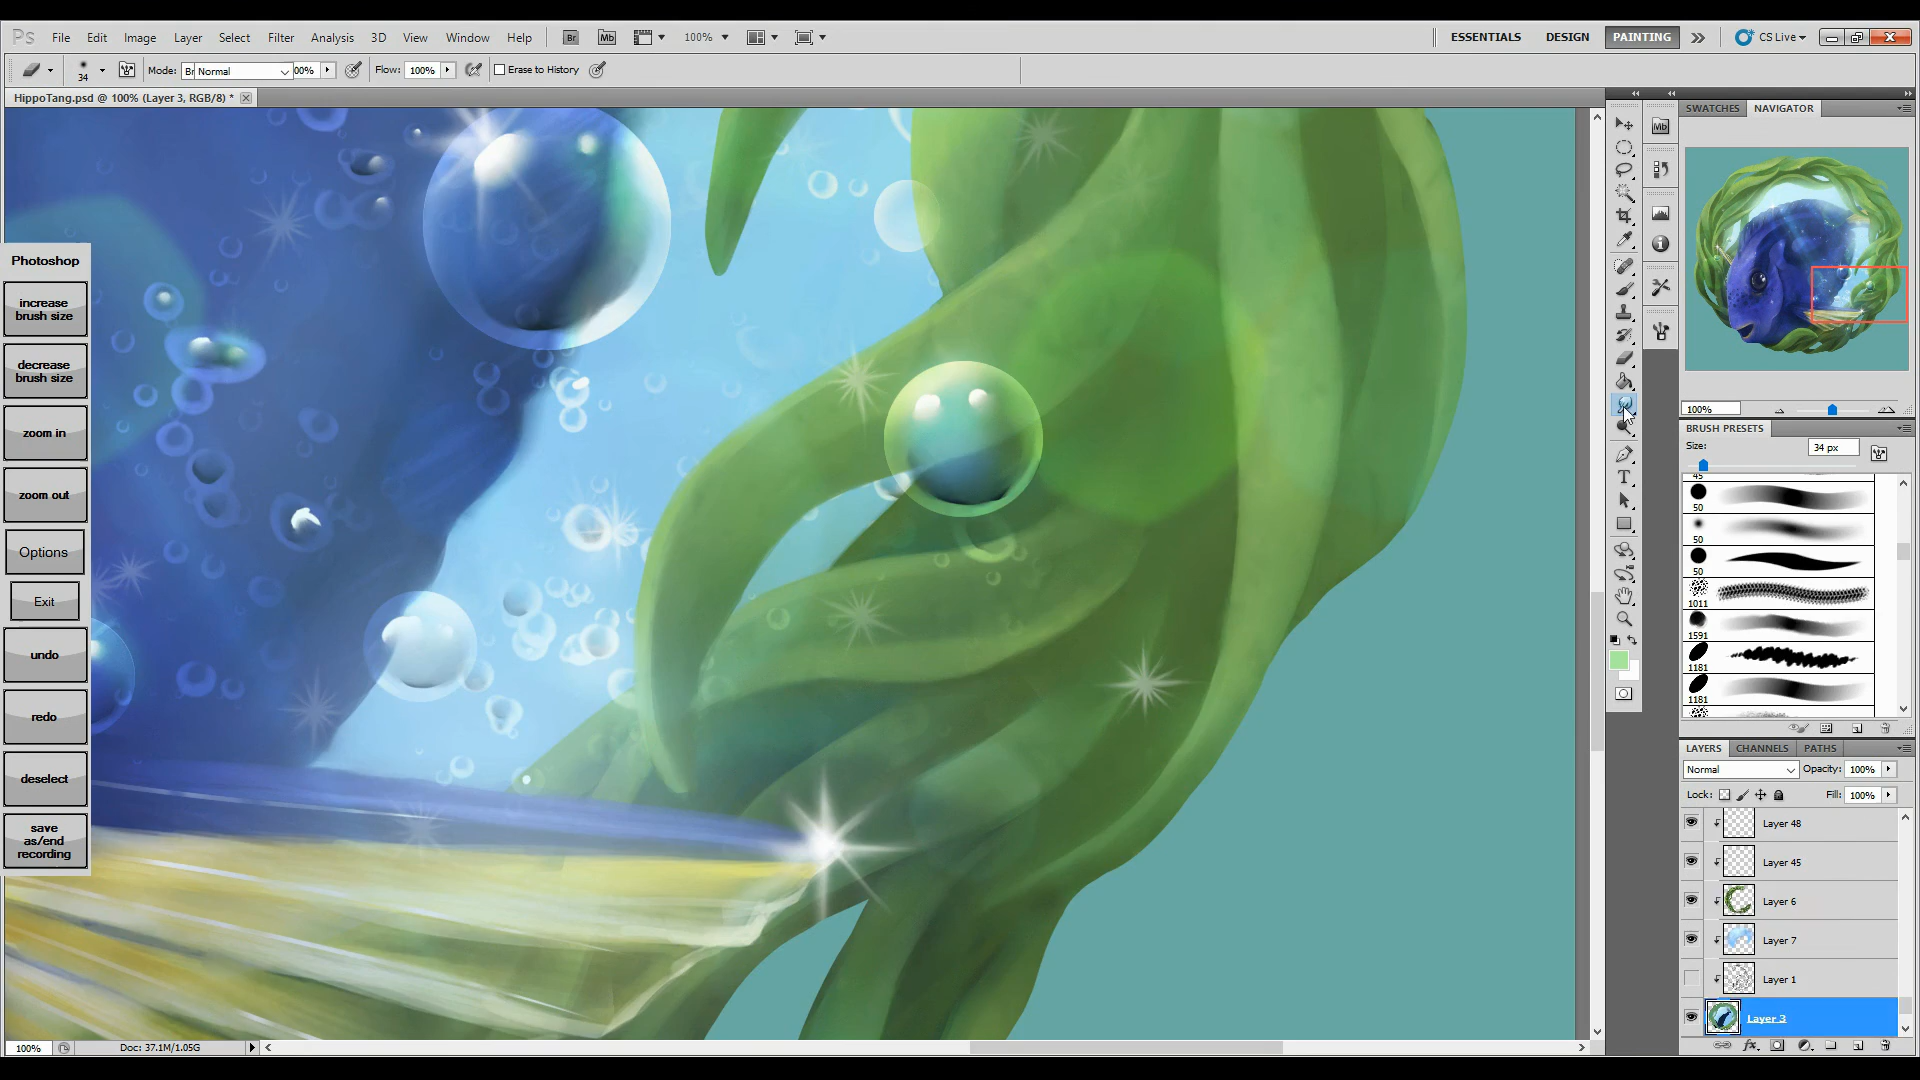 Ps File Edit Image Layer Select Filter Analysis 3D View Window Help Br Mb 100% ESSENTIALS DESIGN PAINTING CS Live
34 Mode: Br Normal 00% Flow: 100% Erase to History
HippoTang.psd @ 100% (Layer 3, RGB/8) *
SWATCHES NAVIGATOR
Mb
Photoshop
increase
brush size
decrease
brush size
zoom in
zoom out
Options
Exit
undo
redo
deselect
save
as/end
recording
100%
BRUSH PRESETS
Size: 34 px
45
50
50
50
1011
1591
1181
1181
LAYERS CHANNELS PATHS
Normal Opacity: 100%
Lock: Fill: 100%
Layer 48
Layer 45
Layer 6
Layer 7
Layer 1
Layer 3
100% Doc: 37.1M/1.05G